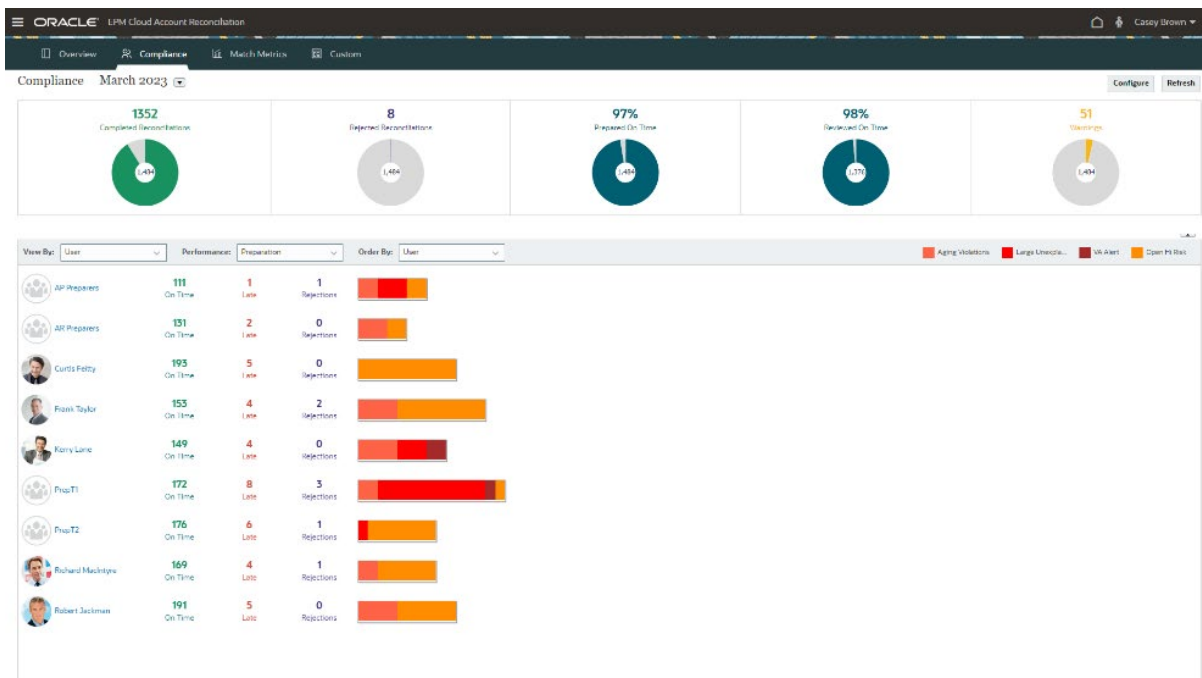 ORACLE EPM Cloud Account Reconciliation Casey Brown
Overview Compliance Match Metrics Custom
Compliance March 2023 Configure Refresh
1352 8 97% 98% 51
Completed Reconciliations Rejected Reconciliations Prepared On Time Reviewed On Time Warnings
1,484 1,484 1,484 1,376 1,484
View By: User Performance: Preparation Order By: User Aging Violations Large Unexpla... VA Alert Open Hi Risk
AP Preparers 111 1 1
On Time Late Rejections
AR Preparers 131 2 0
On Time Late Rejections
Curtis Feitty 193 5 0
On Time Late Rejections
Frank Taylor 153 4 2
On Time Late Rejections
Kerry Lane 149 4 0
On Time Late Rejections
PrepT1 172 8 3
On Time Late Rejections
PrepT2 176 6 1
On Time Late Rejections
Richard MacIntyre 169 4 1
On Time Late Rejections
Robert Jackman 191 5 0
On Time Late Rejections